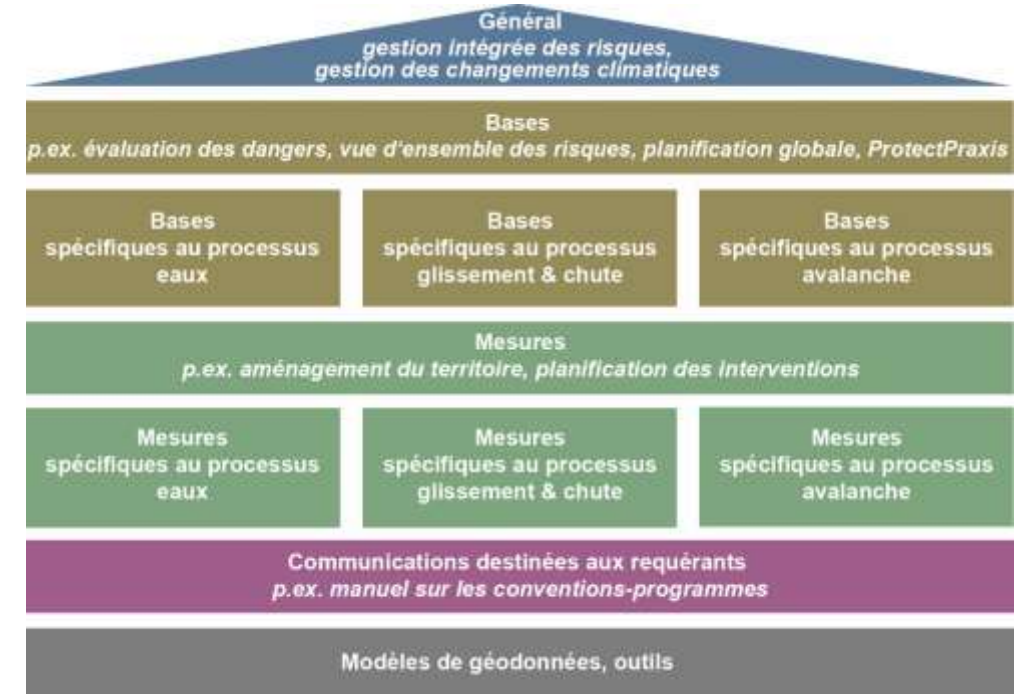 Général
gestion intégrée des risques,
gestion des changements climatiques
Bases
p.ex. évaluation des dangers, vue d'ensemble des risques, planification globale, ProtectPraxis
Bases
spécifiques au processus
eaux
Bases
spécifiques au processus
glissement & chute
Bases
spécifiques au processus
avalanche
Mesures
p.ex. aménagement du territoire, planification des interventions
Mesures
spécifiques au processus
eaux
Mesures
spécifiques au processus
glissement & chute
Mesures
spécifiques au processus
avalanche
Communications destinées aux requérants
p.ex. manuel sur les conventions-programmes
Modèles de géodonnées, outils